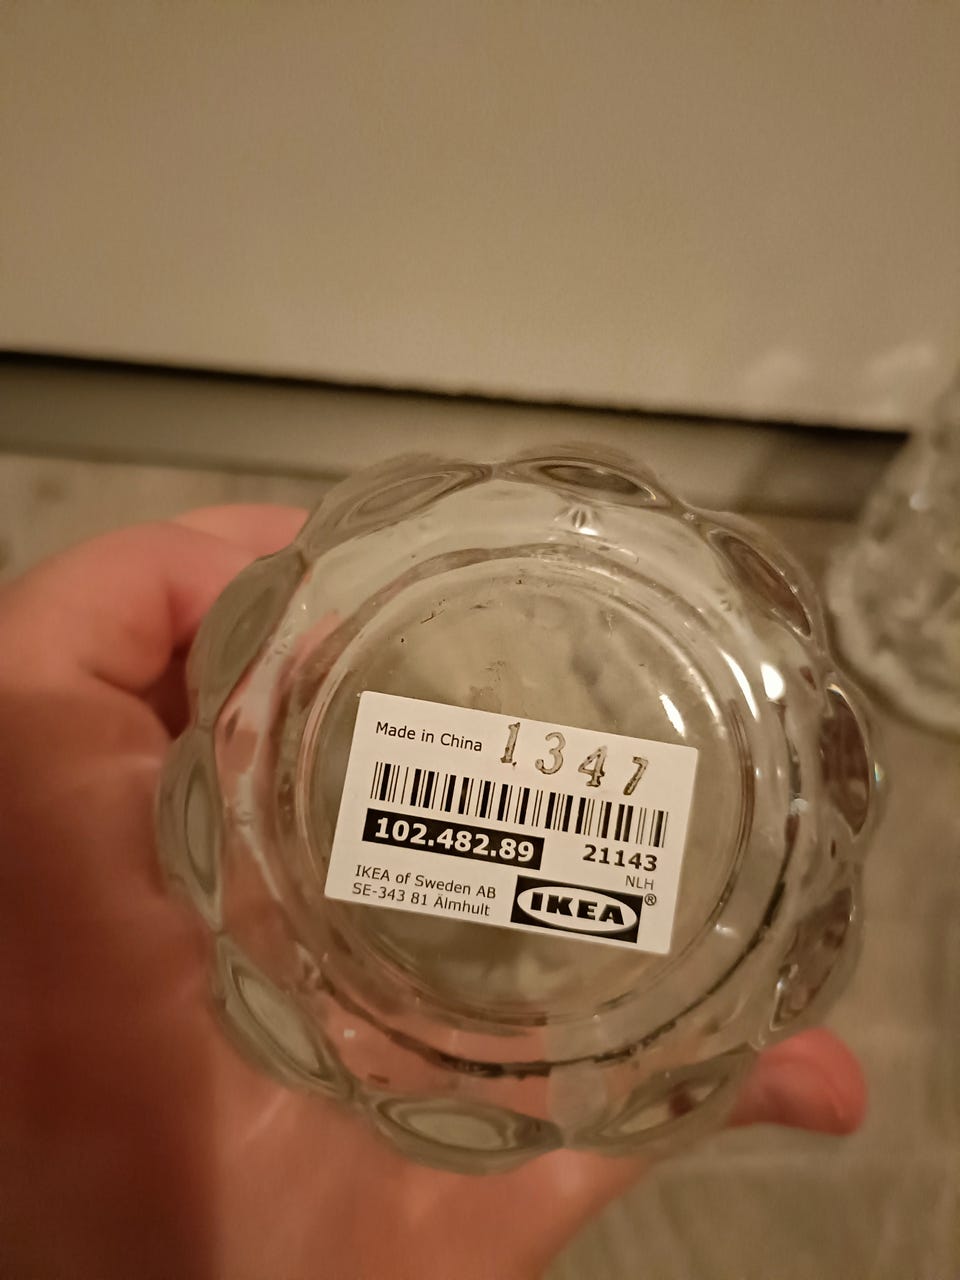 Made in China 1347
102.482.89 21143
NLH
IKEA of Sweden AB
SE-343 81 Älmhult
IKEA®